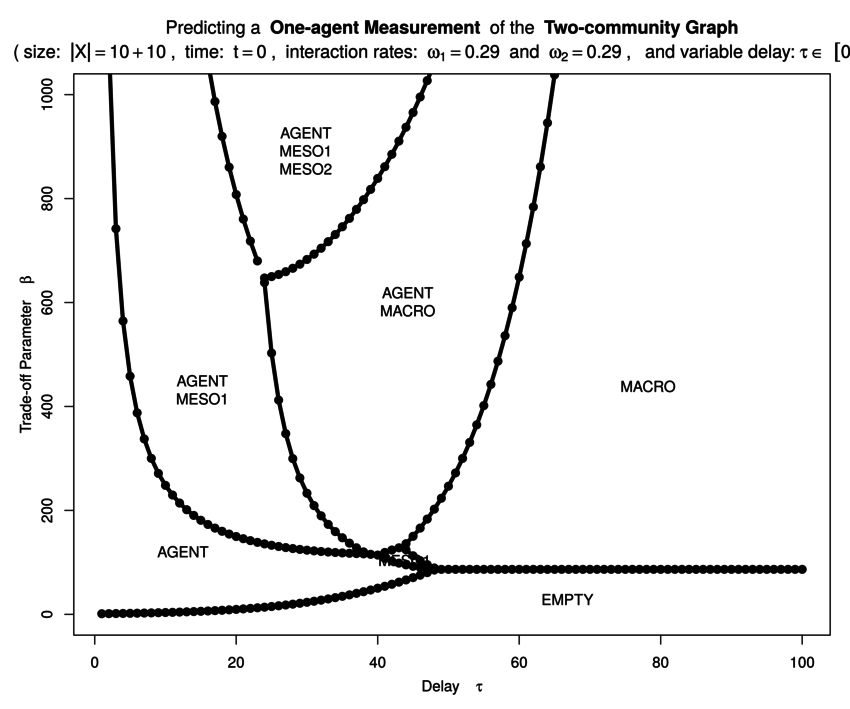 Predicting a One-agent Measurement of the Two-community Graph
( size: |X| = 10 + 10 , time: t = 0 , interaction rates: ω₁ = 0.29 and ω₂ = 0.29 , and variable delay: τ ∈ [0
1000
AGENT
MESO1
MESO2
800
600
AGENT
MACRO
Trade-off Parameter β
AGENT
MESO1
MACRO
400
200
AGENT
EMPTY
0
0 20 40 60 80 100
Delay τ